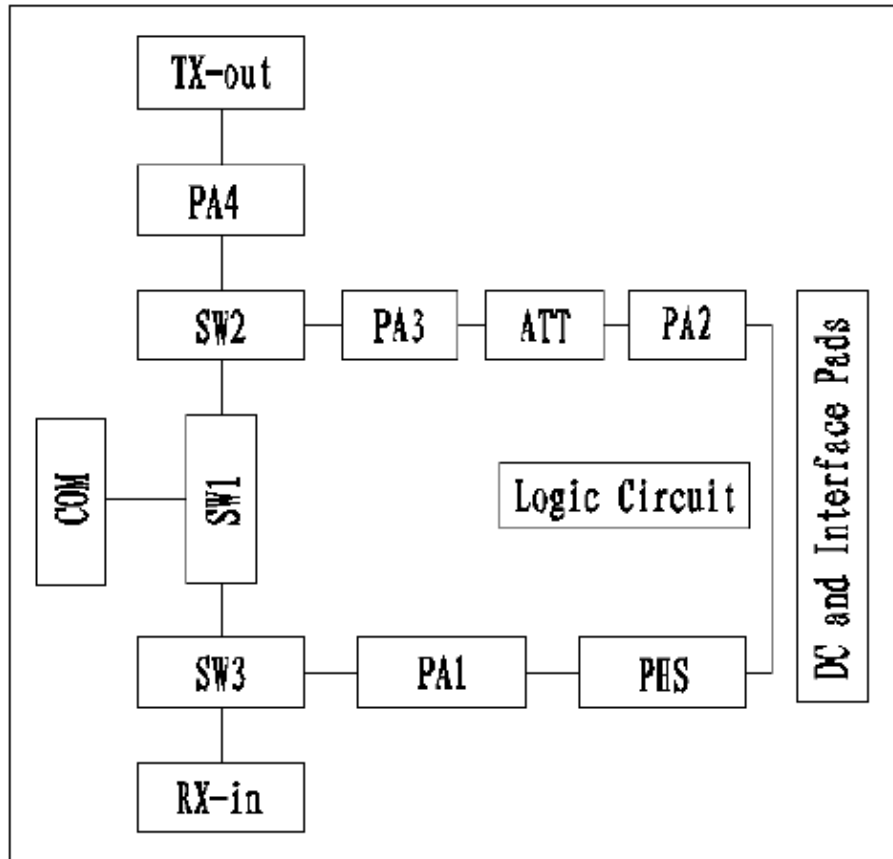 TX-out
PA4
SW2
PA3
ATT
PA2
DC and Interface Pads
COM
SW1
Logic Circuit
SW3
PA1
PHS
RX-in